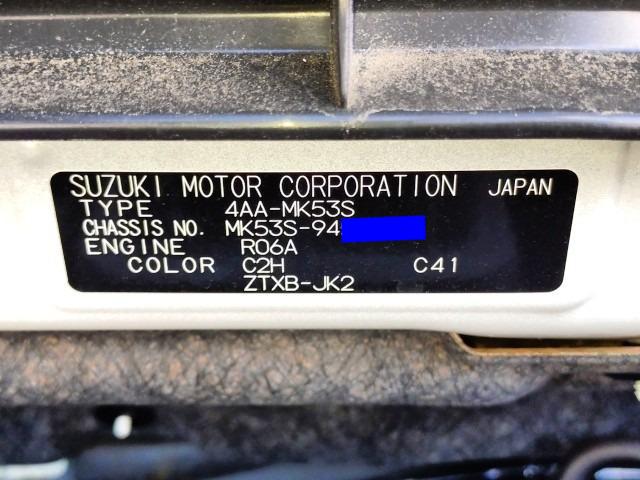 SUZUKI MOTOR CORPORATION JAPAN
TYPE 4AA-MK53S
CHASSIS NO. MK53S-94
ENGINE R06A
COLOR C2H C41
ZTXB-JK2